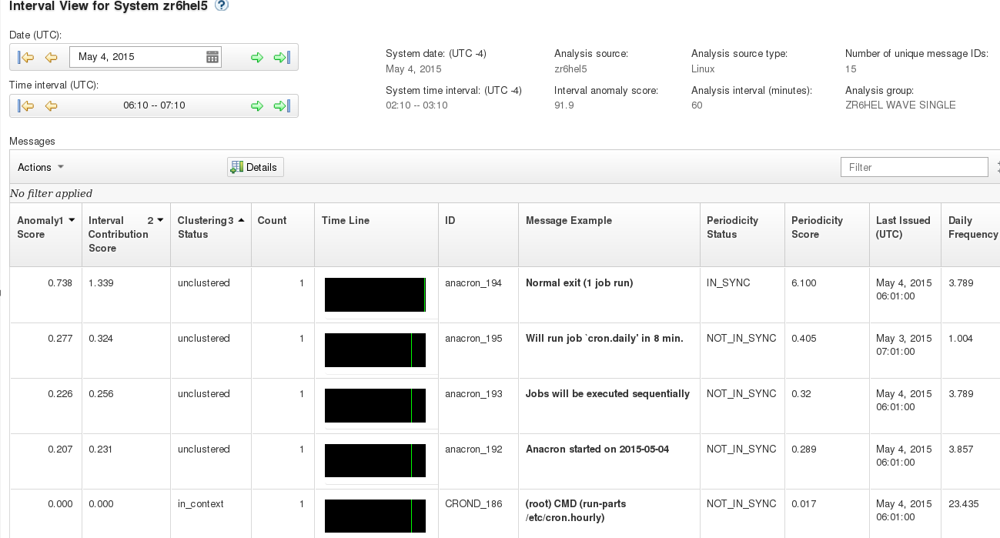 Interval View for System zr6hel5 ?
Date (UTC):
May 4, 2015
Time interval (UTC):
06:10 -- 07:10
System date: (UTC -4)
May 4, 2015
Analysis source:
zr6hel5
Analysis source type:
Linux
Number of unique message IDs:
15
System time interval: (UTC -4)
02:10 -- 03:10
Interval anomaly score:
91.9
Analysis interval (minutes):
60
Analysis group:
ZR6HEL WAVE SINGLE
Messages
Actions Details Filter
No filter applied
Anomaly1 Interval 2 Clustering3 Count Time Line ID Message Example Periodicity Periodicity Last Issued Daily
Score Contribution Status Status Score (UTC) Frequency
Score
0.738 1.339 unclustered 1 anacron_194 Normal exit (1 job run) IN_SYNC 6.100 May 4, 2015 3.789
06:01:00
0.277 0.324 unclustered 1 anacron_195 Will run job `cron.daily' in 8 min. NOT_IN_SYNC 0.405 May 3, 2015 1.004
07:01:00
0.226 0.256 unclustered 1 anacron_193 Jobs will be executed sequentially NOT_IN_SYNC 0.32 May 4, 2015 3.789
06:01:00
0.207 0.231 unclustered 1 anacron_192 Anacron started on 2015-05-04 NOT_IN_SYNC 0.289 May 4, 2015 3.857
06:01:00
0.000 0.000 in_context 1 CROND_186 (root) CMD (run-parts NOT_IN_SYNC 0.017 May 4, 2015 23.435
/etc/cron.hourly) 06:01:00